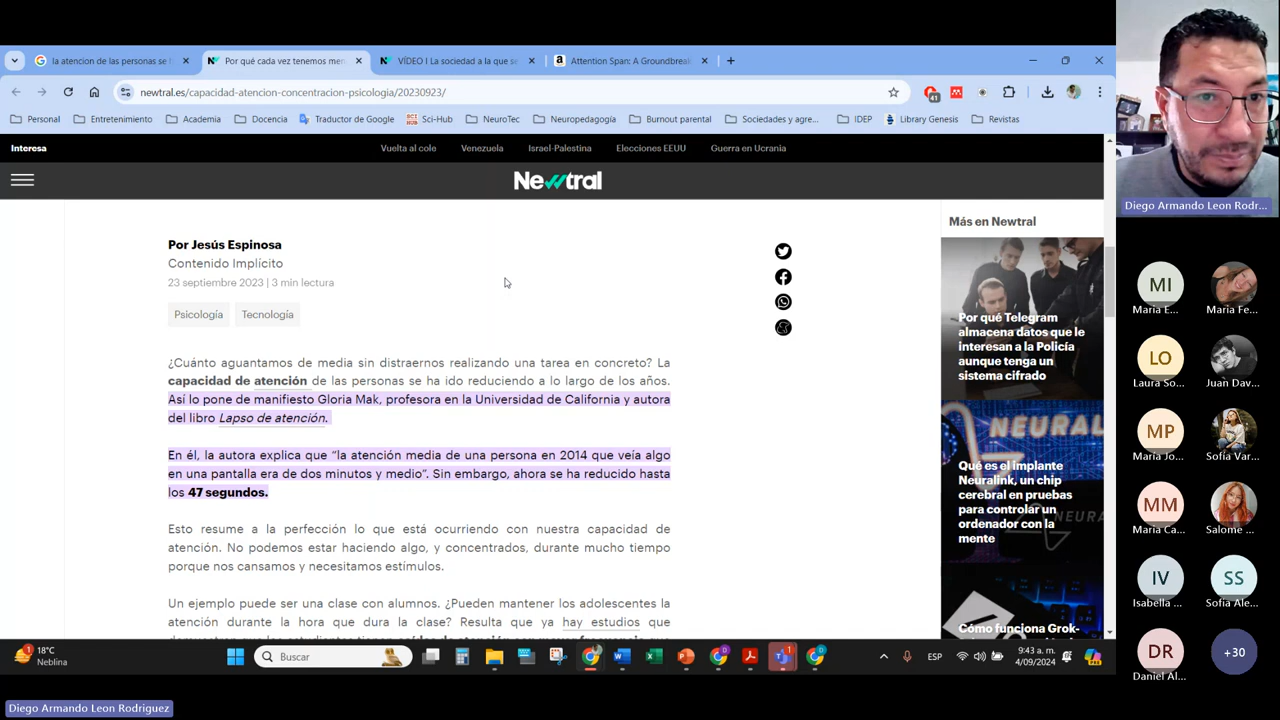 la atencion de las personas se h
Por qué cada vez tenemos men
VÍDEO I La sociedad a la que se
Attention Span: A Groundbreak
newtral.es/capacidad-atencion-concentracion-psicologia/20230923/
41
Personal
Entretenimiento
Academia
Docencia
Traductor de Google
Sci-Hub
NeuroTec
Neuropedagogía
Burnout parental
Sociedades y agre...
IDEP
Library Genesis
Revistas
Interesa
Vuelta al cole
Venezuela
Israel-Palestina
Elecciones EEUU
Guerra en Ucrania
Newtral
Por Jesús Espinosa
Contenido Implícito
23 septiembre 2023 | 3 min lectura
Psicología
Tecnología
¿Cuánto aguantamos de media sin distraernos realizando una tarea en concreto? La
capacidad de atención de las personas se ha ido reduciendo a lo largo de los años.
Así lo pone de manifiesto Gloria Mak, profesora en la Universidad de California y autora
del libro Lapso de atención.
En él, la autora explica que “la atención media de una persona en 2014 que veía algo
en una pantalla era de dos minutos y medio”. Sin embargo, ahora se ha reducido hasta
los 47 segundos.
Esto resume a la perfección lo que está ocurriendo con nuestra capacidad de
atención. No podemos estar haciendo algo, y concentrados, durante mucho tiempo
porque nos cansamos y necesitamos estímulos.
Un ejemplo puede ser una clase con alumnos. ¿Pueden mantener los adolescentes la
atención durante la hora que dura la clase? Resulta que ya hay estudios que
Más en Newtral
Por qué Telegram
almacena datos que le
interesan a la Policía
aunque tenga un
sistema cifrado
NEURAL
Qué es el implante
Neuralink, un chip
cerebral en pruebas
para controlar un
ordenador con la
mente
Cómo funciona Grok-
18°C
Neblina
Buscar
1
ESP
9:43 a. m.
4/09/2024
Diego Armando Leon Rodr...
MI
Maria E...
Maria Fe...
LO
Laura So...
Juan Dav...
MP
Maria Jo...
Sofía Var...
MM
Maria Ca...
Salome ...
IV
Isabella ...
SS
Sofia Ale...
DR
Daniel Al...
+30
Diego Armando Leon Rodriguez